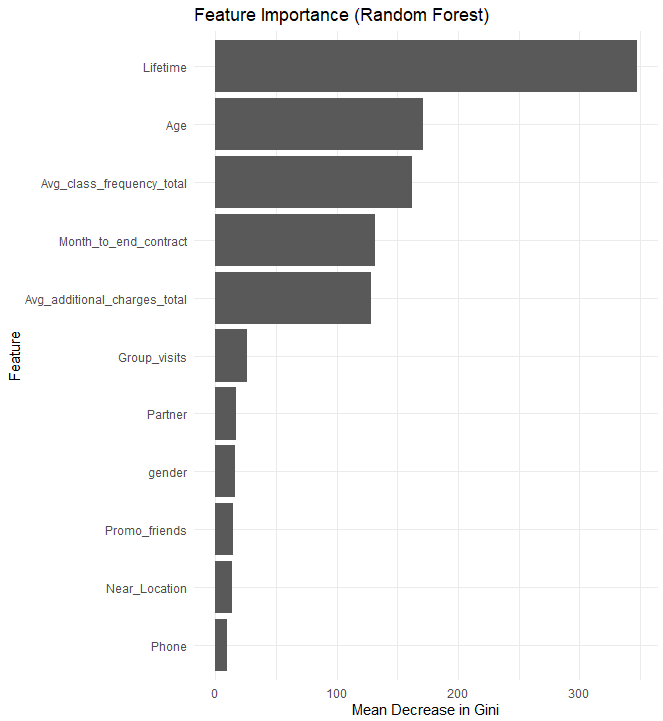 Feature Importance (Random Forest)
Lifetime
Age
Avg_class_frequency_total
Month_to_end_contract
Avg_additional_charges_total
Group_visits
Partner
gender
Promo_friends
Near_Location
Phone
Feature
0 100 200 300
Mean Decrease in Gini